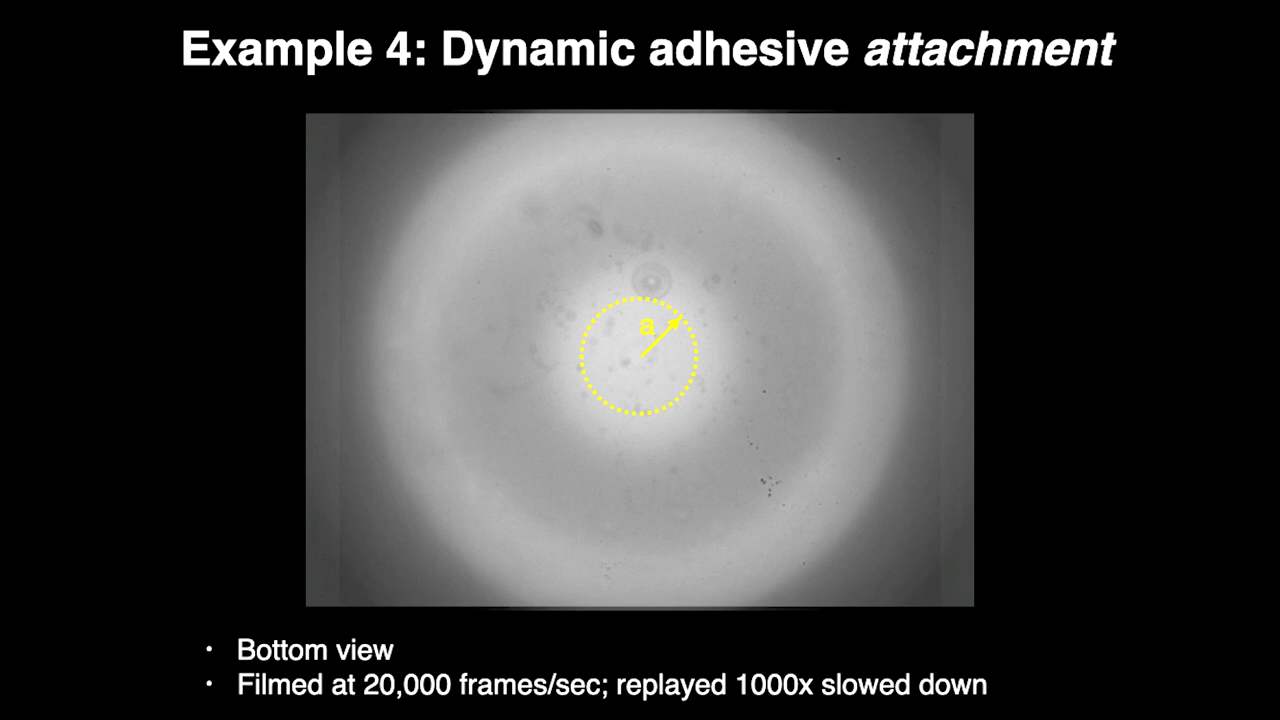 Example 4: Dynamic adhesive attachment
a
• Bottom view
• Filmed at 20,000 frames/sec; replayed 1000x slowed down